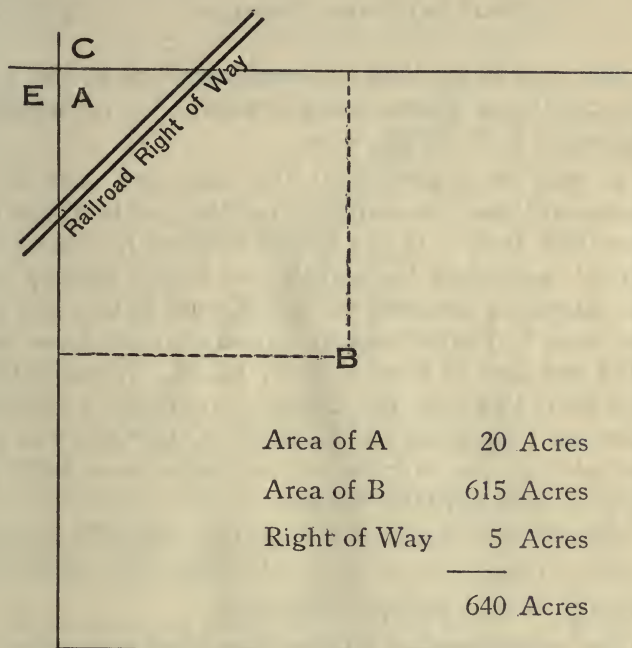 C
E A
Railroad Right of Way
B
Area of A 20 Acres
Area of B 615 Acres
Right of Way 5 Acres
640 Acres